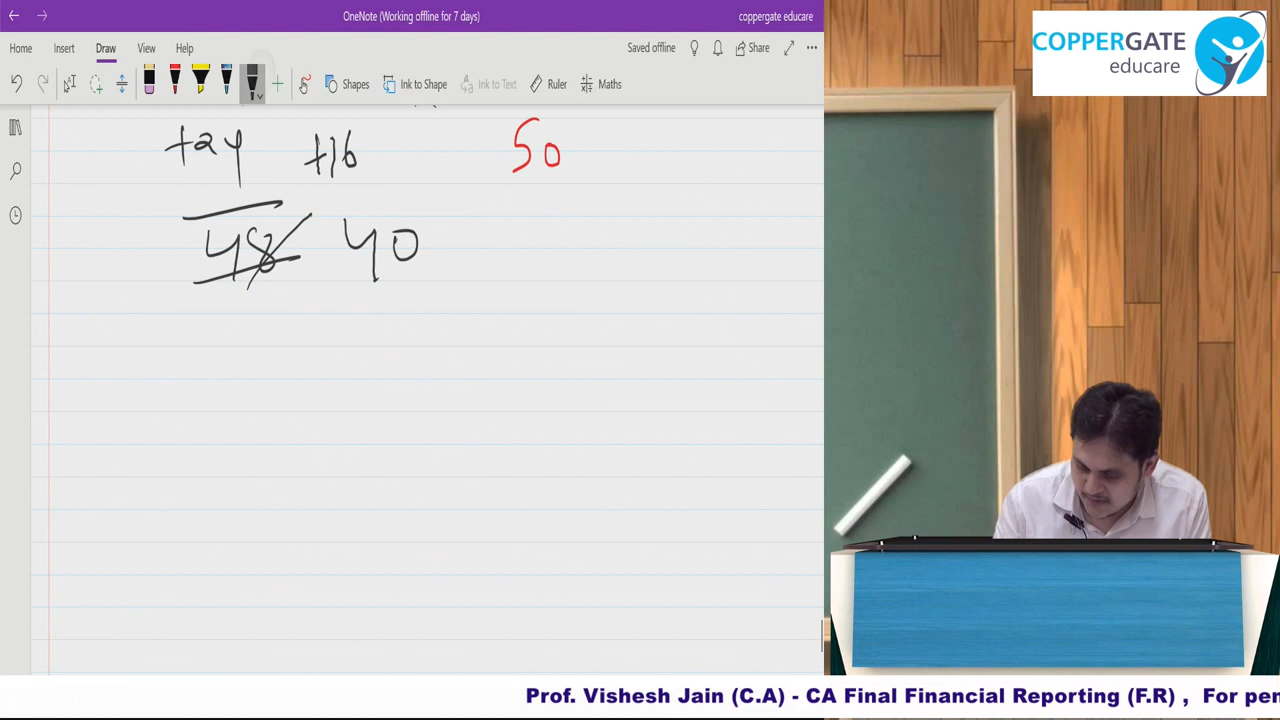 OneNote (Working offline for 7 days)
coppergate educare
Home Insert Draw View Help
Saved offline Share
Shapes Ink to Shape Ink to Text Ruler Maths
+24 +16 50
48 40
COPPERGATE
educare
Prof. Vishesh Jain (C.A) - CA Final Financial Reporting (F.R) , For pen